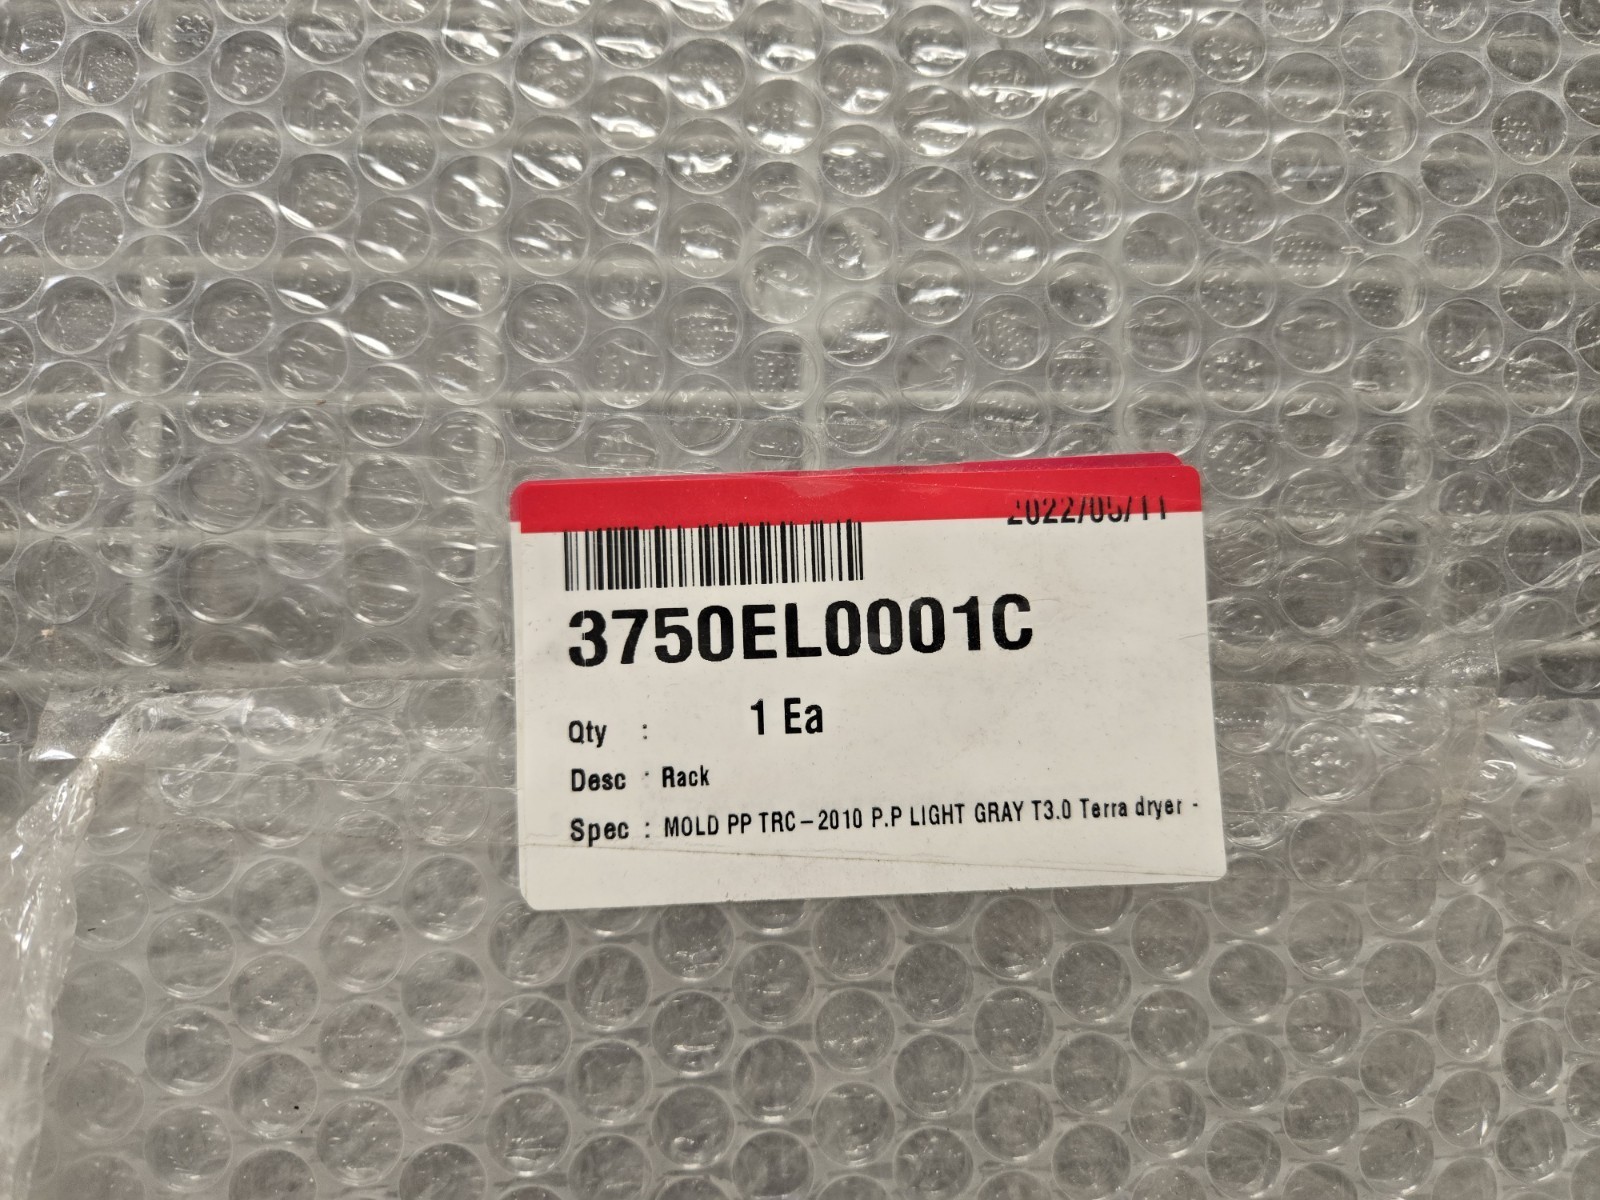 2022/05/11
3750EL0001C
Qty : 1 Ea
Desc : Rack
Spec : MOLD PP TRC-2010 P.P LIGHT GRAY T3.0 Terra dryer -